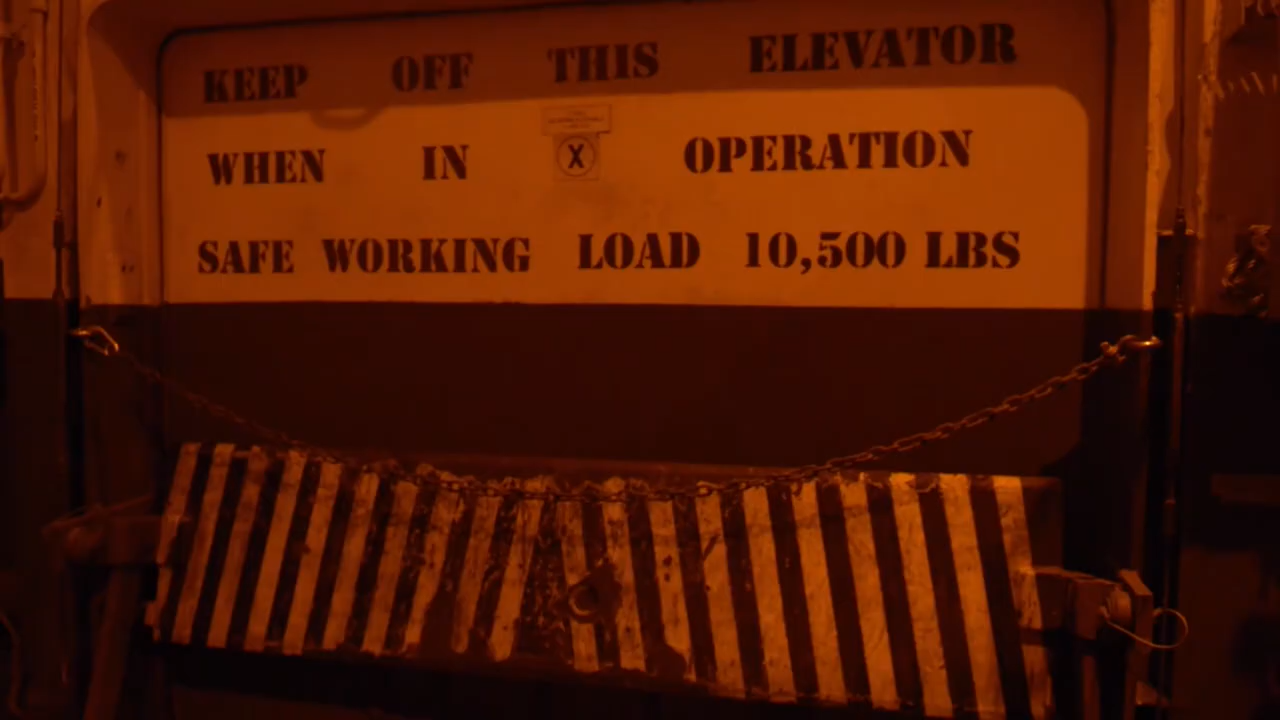 KEEP OFF THIS ELEVATOR
WHEN IN OPERATION
X
SAFE WORKING LOAD 10,500 LBS